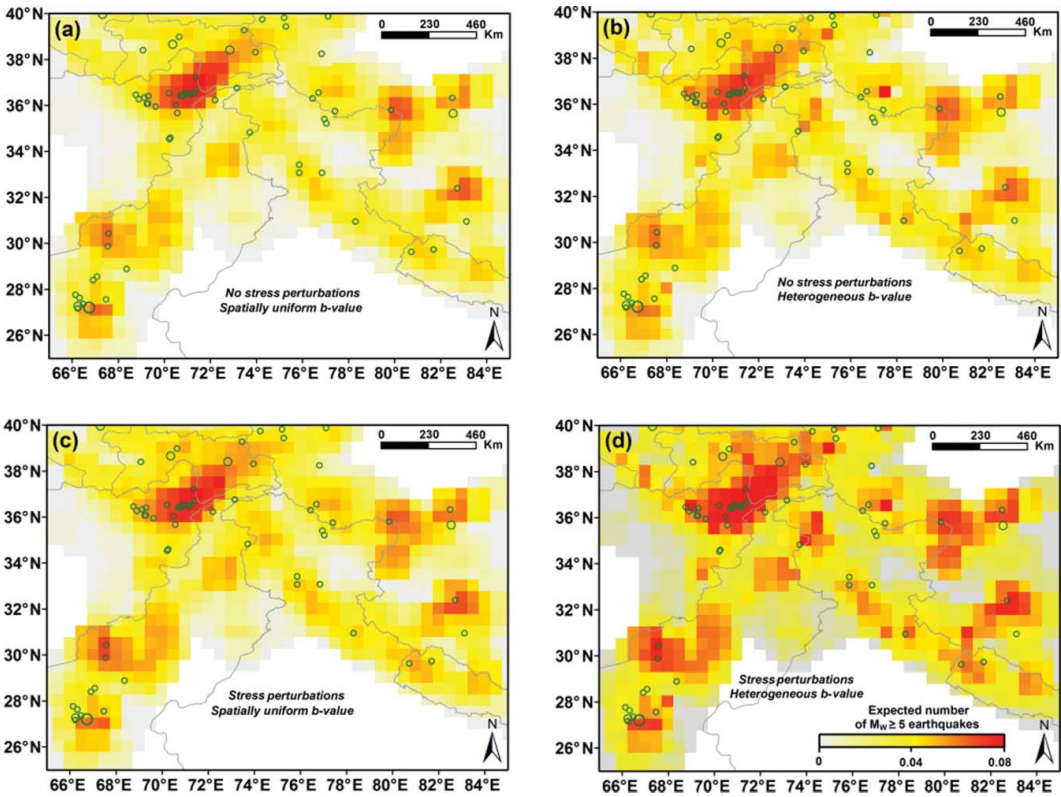 40°N
38°N
36°N
34°N
32°N
30°N
28°N
26°N
(a)
0 230 460
Km
No stress perturbations
Spatially uniform b-value
N
66°E 68°E 70°E 72°E 74°E 76°E 78°E 80°E 82°E 84°E
40°N
38°N
36°N
34°N
32°N
30°N
28°N
26°N
(b)
0 230 460
Km
No stress perturbations
Heterogeneous b-value
N
66°E 68°E 70°E 72°E 74°E 76°E 78°E 80°E 82°E 84°E
40°N
38°N
36°N
34°N
32°N
30°N
28°N
26°N
(c)
0 230 460
Km
Stress perturbations
Spatially uniform b-value
N
66°E 68°E 70°E 72°E 74°E 76°E 78°E 80°E 82°E 84°E
40°N
38°N
36°N
34°N
32°N
30°N
28°N
26°N
(d)
0 230 460
Km
Stress perturbations
Heterogeneous b-value
Expected number
of Mw ≥ 5 earthquakes
0 0.04 0.08
N
66°E 68°E 70°E 72°E 74°E 76°E 78°E 80°E 82°E 84°E